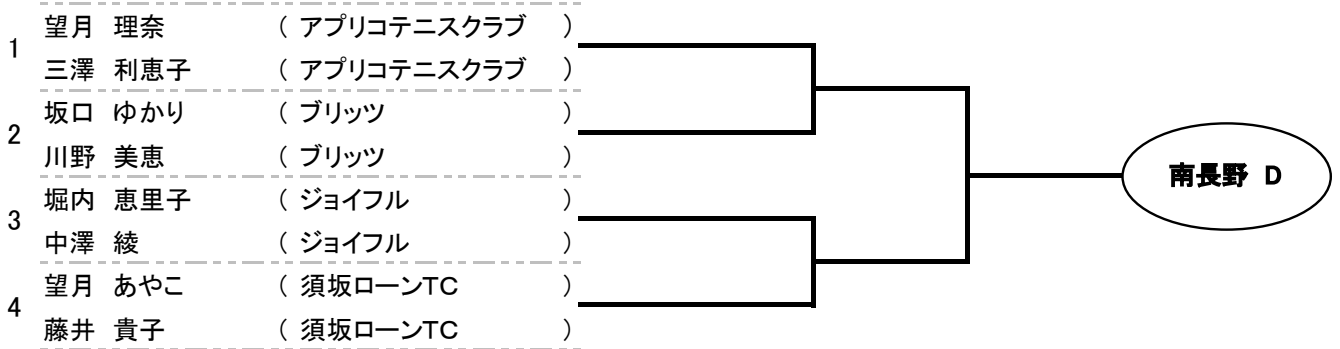 1
望月 理奈 ( アプリコテニスクラブ )
三澤 利恵子 ( アプリコテニスクラブ )
2
坂口 ゆかり ( ブリッツ )
川野 美恵 ( ブリッツ )
3
堀内 恵里子 ( ジョイフル )
中澤 綾 ( ジョイフル )
4
望月 あやこ ( 須坂ローンTC )
藤井 貴子 ( 須坂ローンTC )
南長野 D